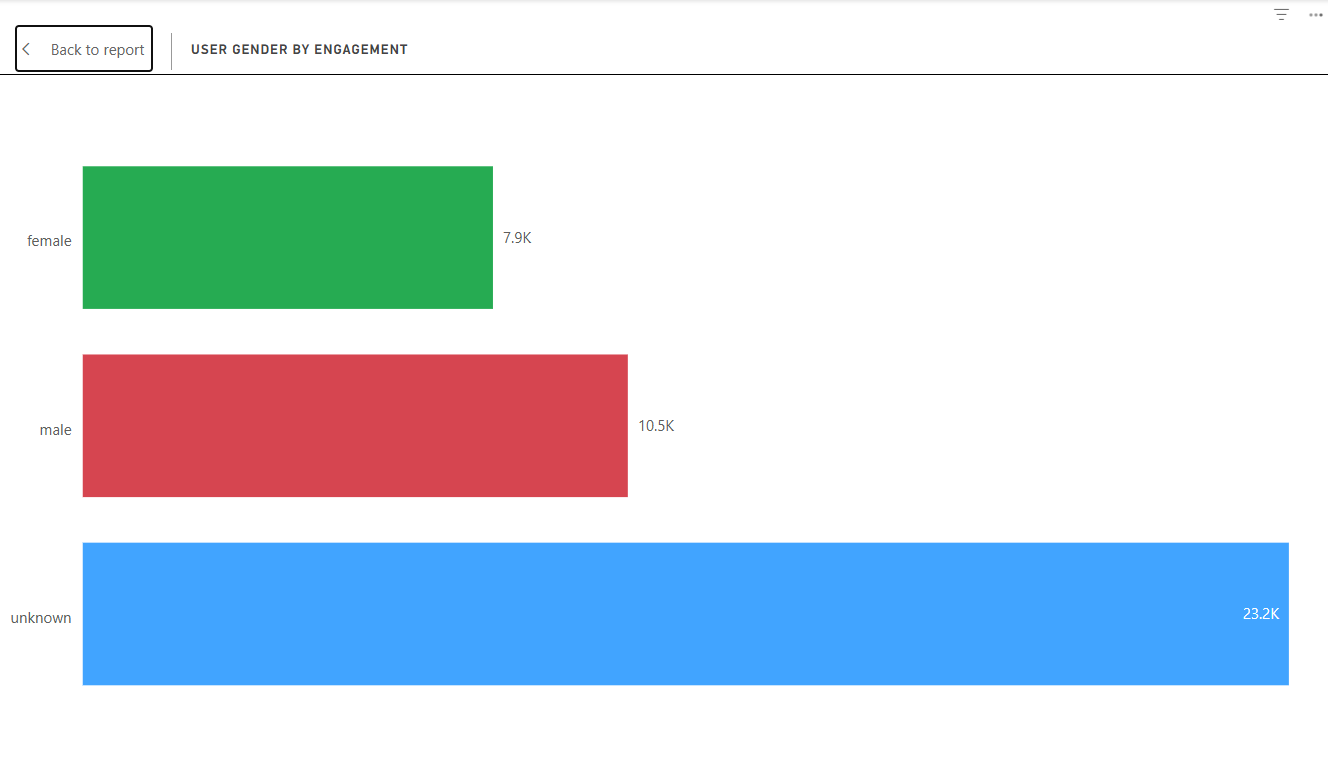 Back to report
USER GENDER BY ENGAGEMENT
female
7.9K
male
10.5K
unknown
23.2K